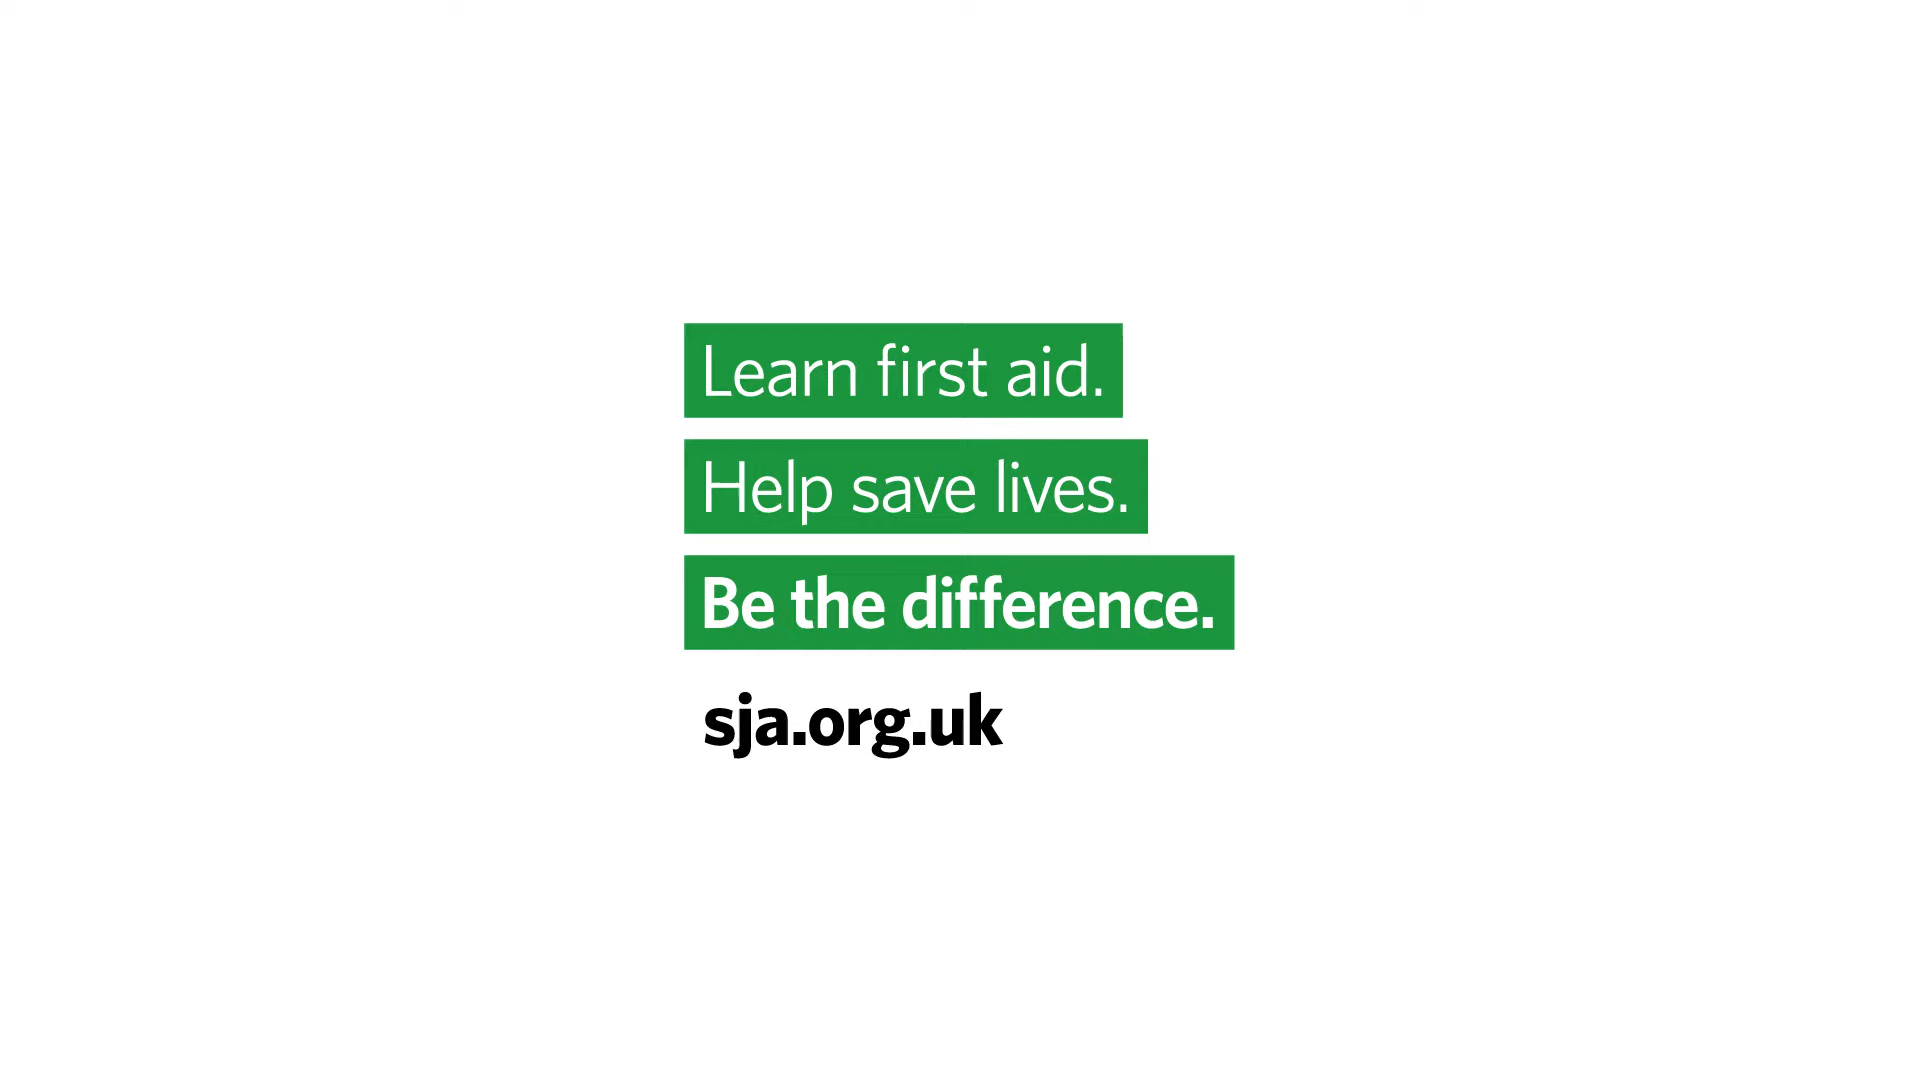 Learn first aid.
Help save lives.
Be the difference.
sja.org.uk